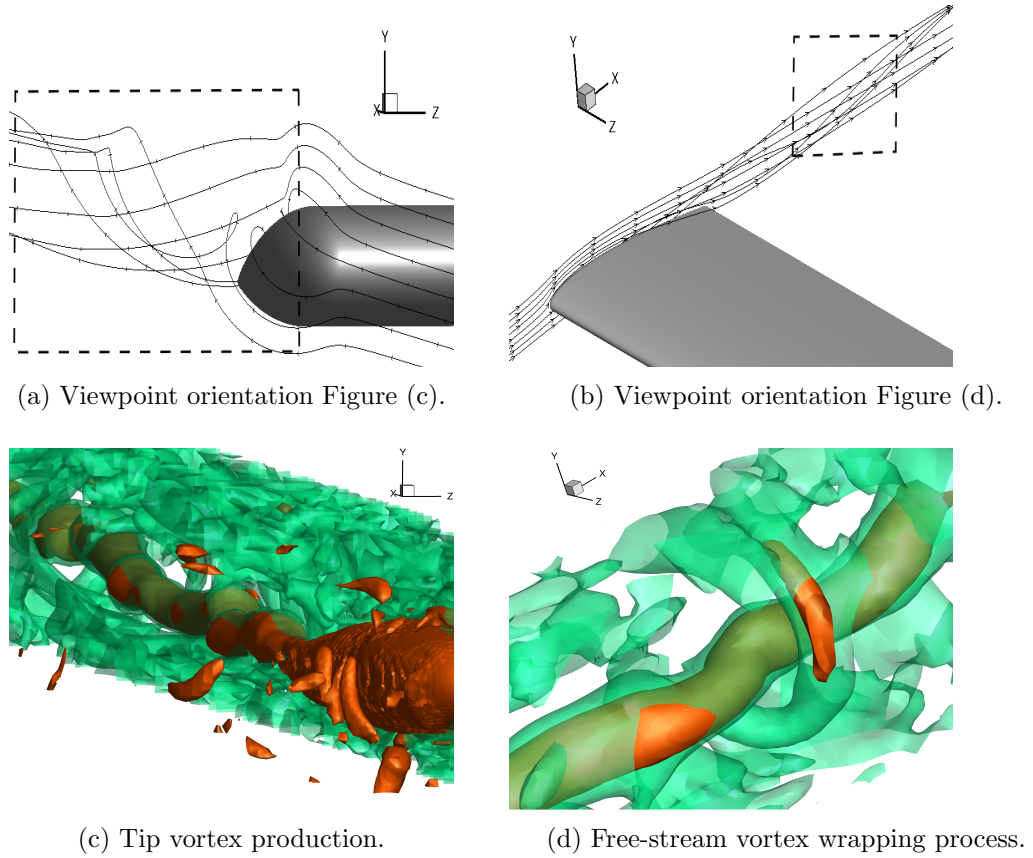 Y
X
Z
Y
X
Z
(a) Viewpoint orientation Figure (c).
(b) Viewpoint orientation Figure (d).
Y
X
Z
Y
X
Z
(c) Tip vortex production.
(d) Free-stream vortex wrapping process.